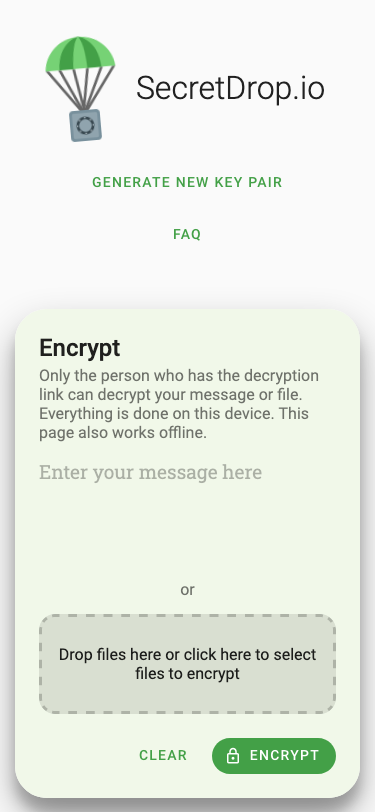 SecretDrop.io
GENERATE NEW KEY PAIR
FAQ
Encrypt
Only the person who has the decryption
link can decrypt your message or file.
Everything is done on this device. This
page also works offline.
Enter your message here
or
Drop files here or click here to select
files to encrypt
CLEAR
ENCRYPT